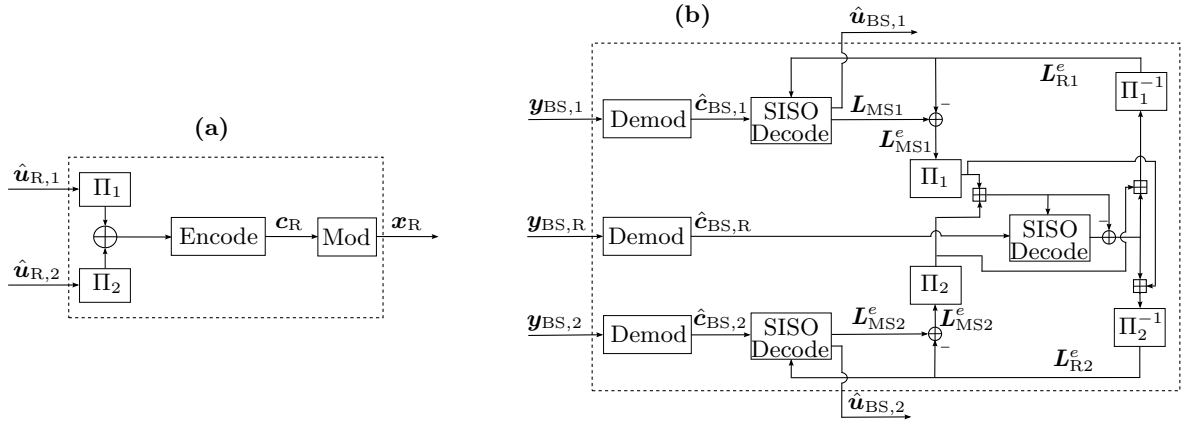 (a)
û_R,1
Π_1
û_R,2
Π_2
Encode
c_R
Mod
x_R
(b)
û_BS,1
y_BS,1
Demod
ĉ_BS,1
SISO
Decode
L_MS1
−
L^e_MS1
Π_1
L^e_R1
Π_1^−1
y_BS,R
Demod
ĉ_BS,R
SISO
Decode
−
Π_2
y_BS,2
Demod
ĉ_BS,2
SISO
Decode
L^e_MS2
L^e_MS2
−
Π_2^−1
L^e_R2
û_BS,2